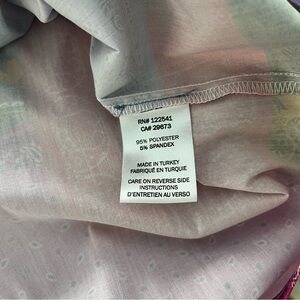 RN# 122541
CA# 29673
95% POLYESTER
5% SPANDEX
MADE IN TURKEY
FABRIQUÉ EN TURQUIE
CARE ON REVERSE SIDE
INSTRUCTIONS
D'ENTRETIEN AU VERSO